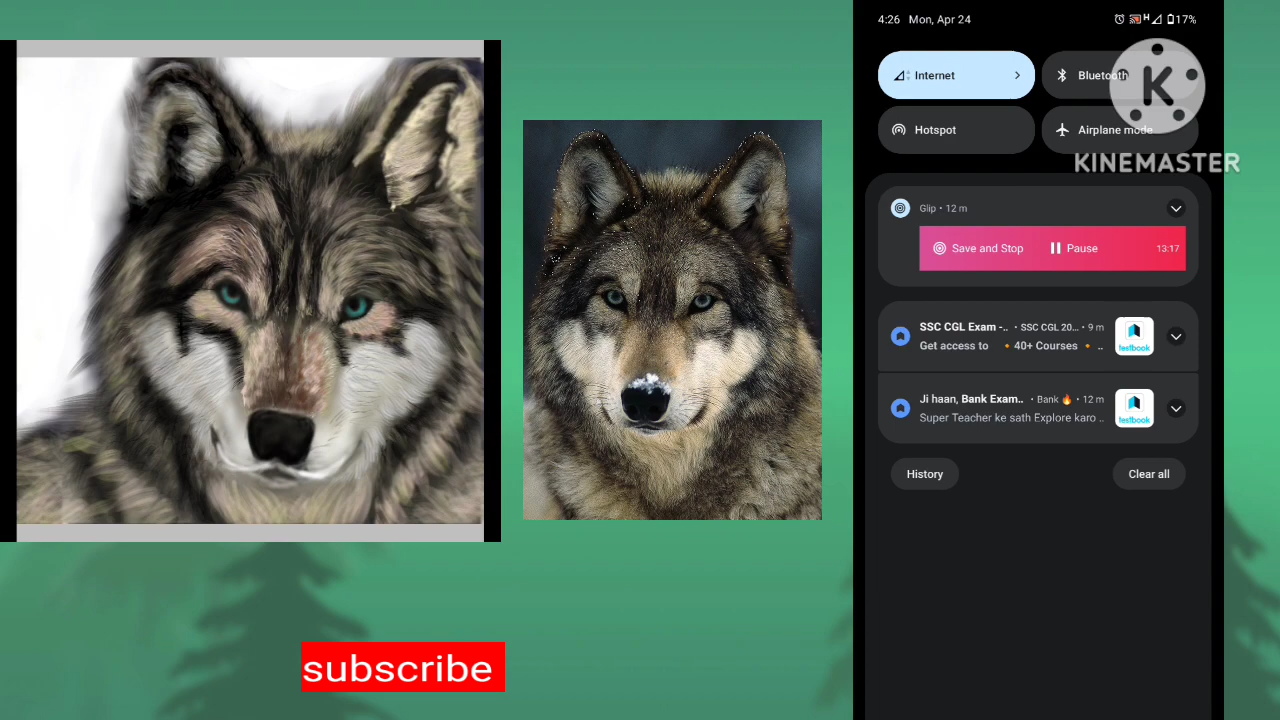 4:26 Mon, Apr 24
H 17%
Internet
Bluetooth
Hotspot
Airplane mode
K
KINEMASTER
Glip • 12 m
Save and Stop
Pause
13:17
SSC CGL Exam -.. • SSC CGL 20... • 9 m
Get access to 🔸 40+ Courses 🔸 ..
testbook
Ji haan, Bank Exam.. • Bank 🔥 • 12 m
Super Teacher ke sath Explore karo ..
testbook
History
Clear all
subscribe